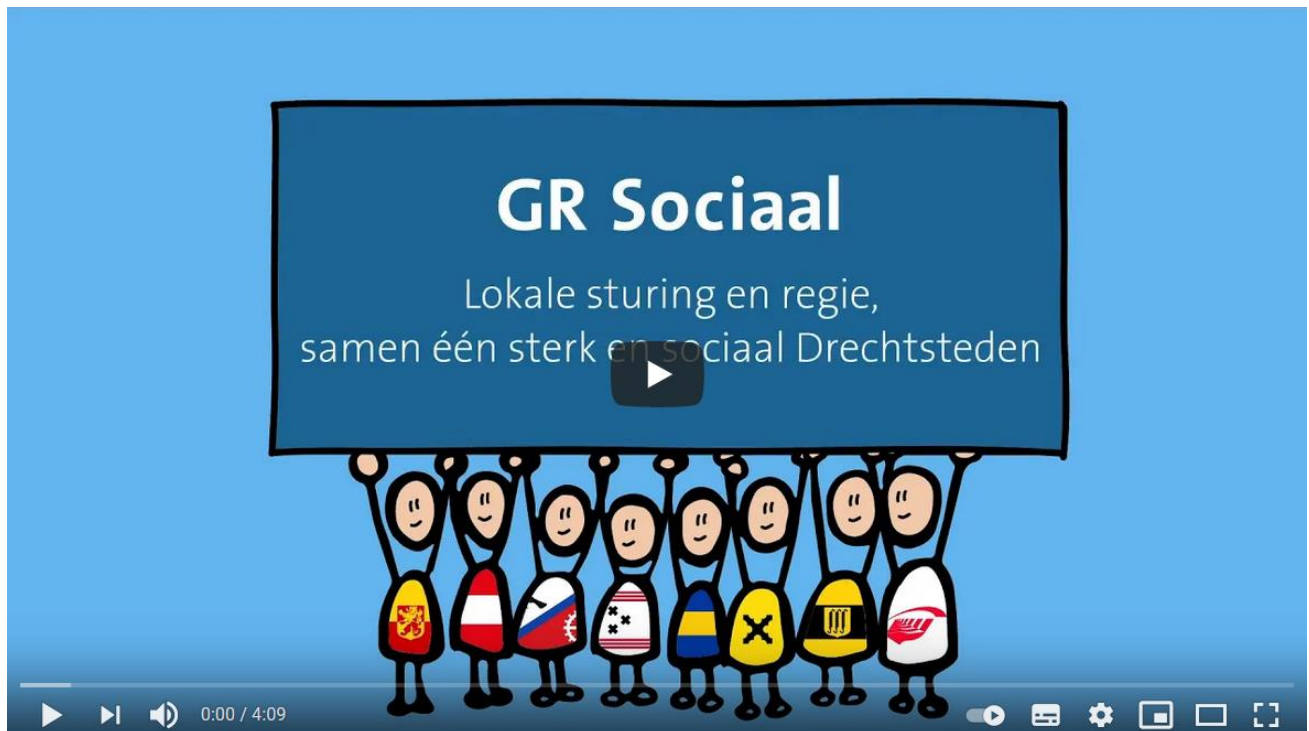 GR Sociaal
Lokale sturing en regie,
samen één sterk en sociaal Drechtsteden
0:00 / 4:09